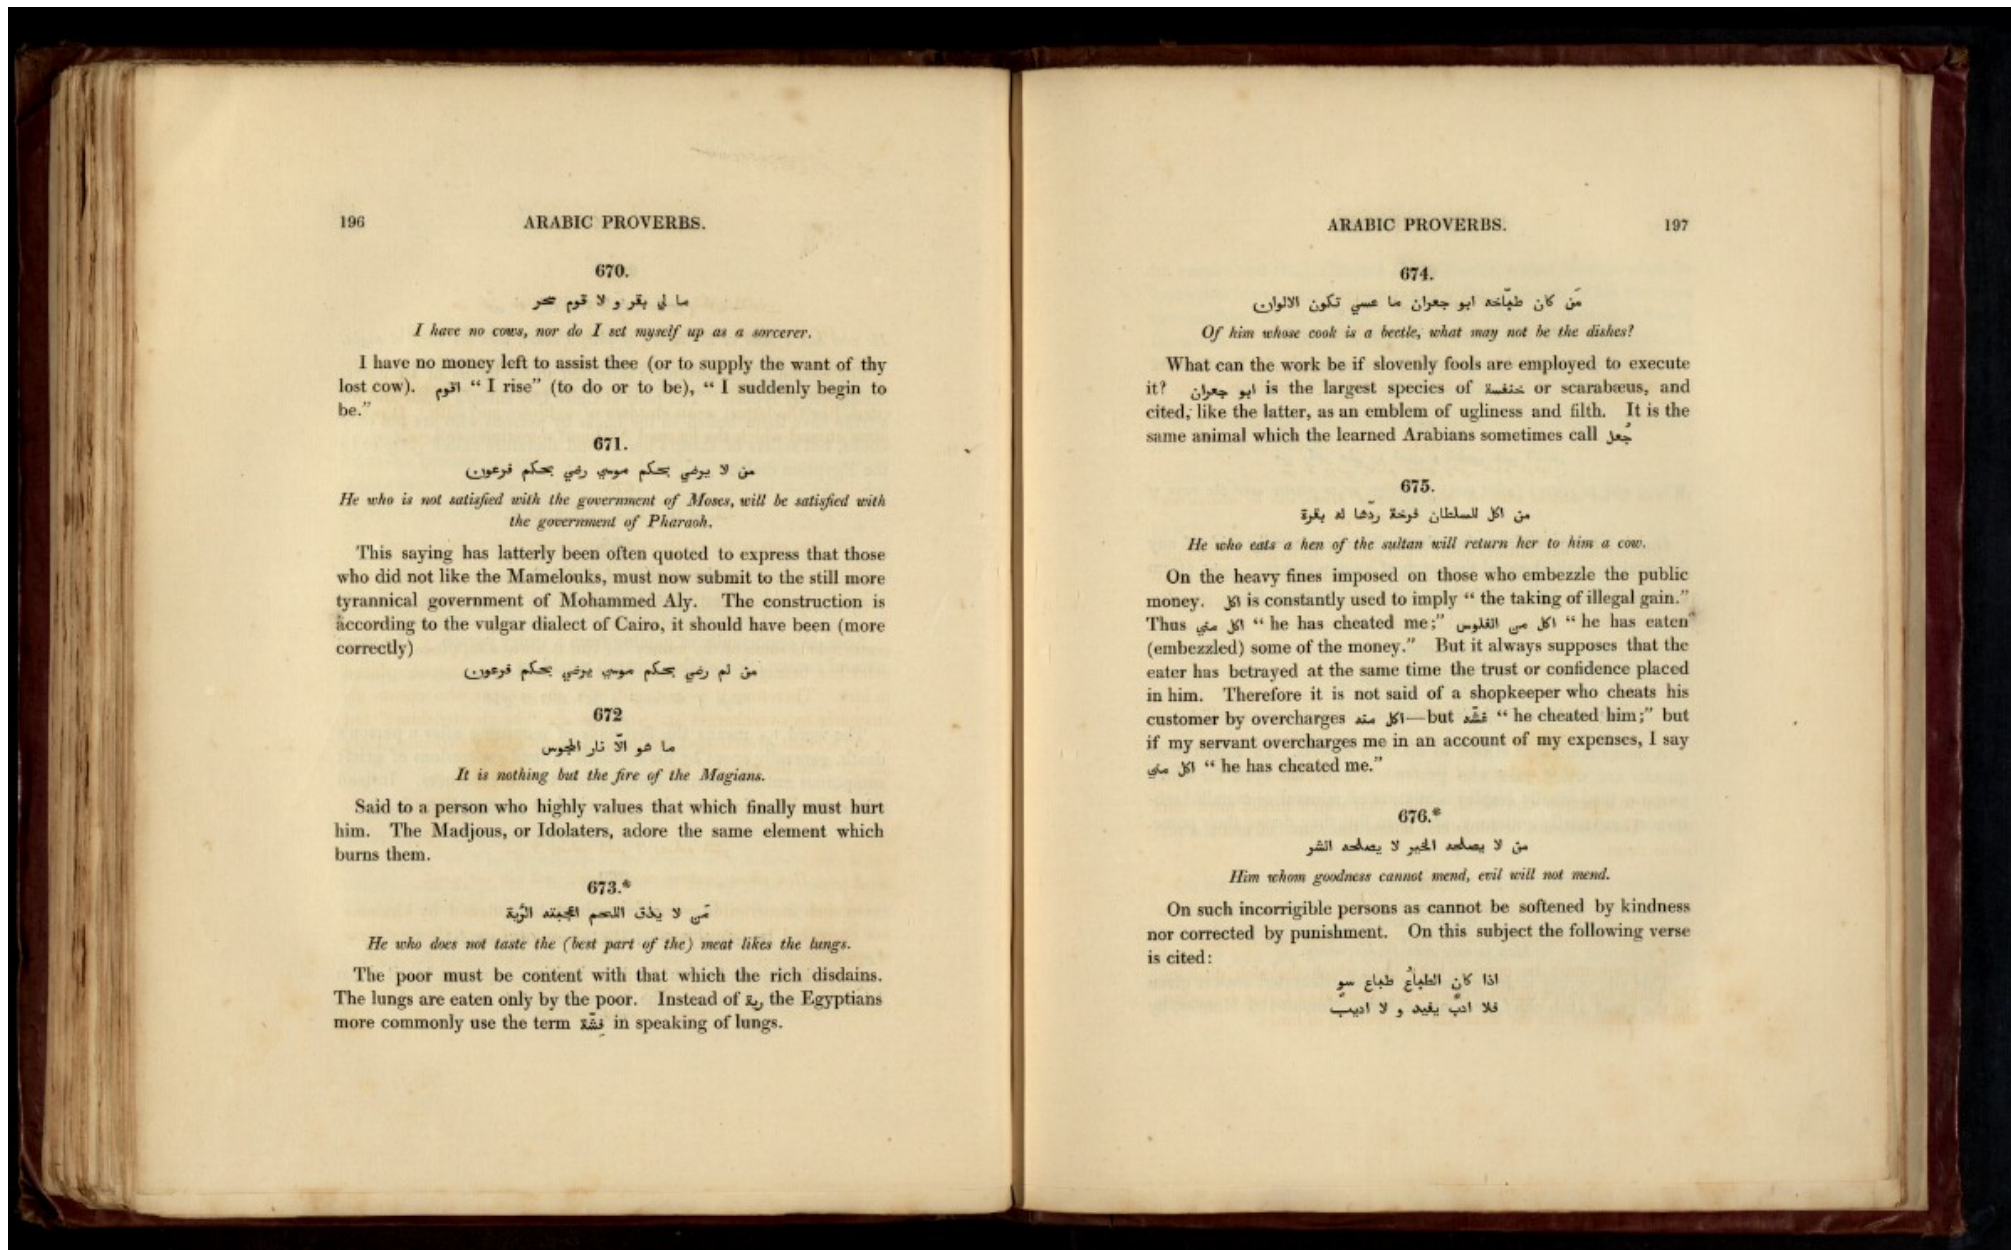 196 ARABIC PROVERBS.
670.
ما لي بقر و لا قوم سحر
I have no cows, nor do I set myself up as a sorcerer.
I have no money left to assist thee (or to supply the want of thy
lost cow). اقوم “ I rise” (to do or to be), “ I suddenly begin to
be.”
671.
من لا يرضي بحكم موسي رضي بحكم فرعون
He who is not satisfied with the government of Moses, will be satisfied with
the government of Pharaoh.
This saying has latterly been often quoted to express that those
who did not like the Mamelouks, must now submit to the still more
tyrannical government of Mohammed Aly. The construction is
according to the vulgar dialect of Cairo, it should have been (more
correctly)
من لم رضي بحكم موسي يرضي بحكم فرعون
672
ما هو الّا نار المجوس
It is nothing but the fire of the Magians.
Said to a person who highly values that which finally must hurt
him. The Madjous, or Idolaters, adore the same element which
burns them.
673.*
مَن لا يذق اللحم اعجبته الرُية
He who does not taste the (best part of the) meat likes the lungs.
The poor must be content with that which the rich disdains.
The lungs are eaten only by the poor. Instead of رية the Egyptians
more commonly use the term فِشّة in speaking of lungs.
ARABIC PROVERBS. 197
674.
مَن كان طبّاخه ابو جعران ما عسي تكون الالوان
Of him whose cook is a beetle, what may not be the dishes?
What can the work be if slovenly fools are employed to execute
it? ابو جعران is the largest species of خنفسة or scarabæus, and
cited, like the latter, as an emblem of ugliness and filth. It is the
same animal which the learned Arabians sometimes call جُعل
675.
من اكل للسلطان فرخة ردّها له بقرة
He who eats a hen of the sultan will return her to him a cow.
On the heavy fines imposed on those who embezzle the public
money. اكل is constantly used to imply “ the taking of illegal gain.”
Thus اكل مني “ he has cheated me;” اكل من الفلوس “ he has eaten
(embezzled) some of the money.” But it always supposes that the
eater has betrayed at the same time the trust or confidence placed
in him. Therefore it is not said of a shopkeeper who cheats his
customer by overcharges اكل منه—but غشّه “ he cheated him;” but
if my servant overcharges me in an account of my expenses, I say
اكل مني “ he has cheated me.”
676.*
من لا يصلحه الخير لا يصلحه الشر
Him whom goodness cannot mend, evil will not mend.
On such incorrigible persons as cannot be softened by kindness
nor corrected by punishment. On this subject the following verse
is cited:
اذا كان الطباعُ طباع سوٍ
فلا ادبٌ يفيد و لا اديبٌ